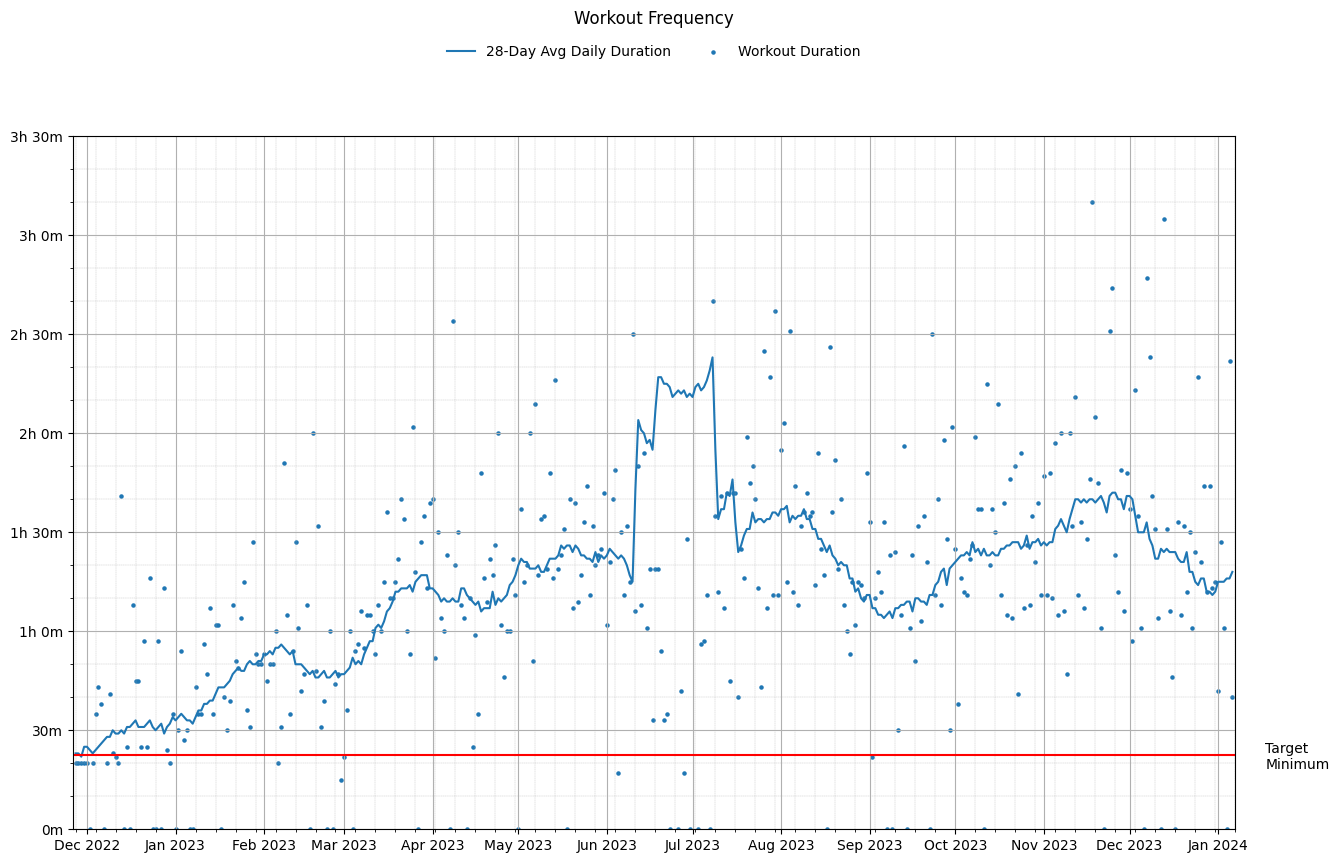 Workout Frequency
28-Day Avg Daily Duration
Workout Duration
3h 30m
3h 0m
2h 30m
2h 0m
1h 30m
1h 0m
30m
0m
Target
Minimum
Dec 2022
Jan 2023
Feb 2023
Mar 2023
Apr 2023
May 2023
Jun 2023
Jul 2023
Aug 2023
Sep 2023
Oct 2023
Nov 2023
Dec 2023
Jan 2024